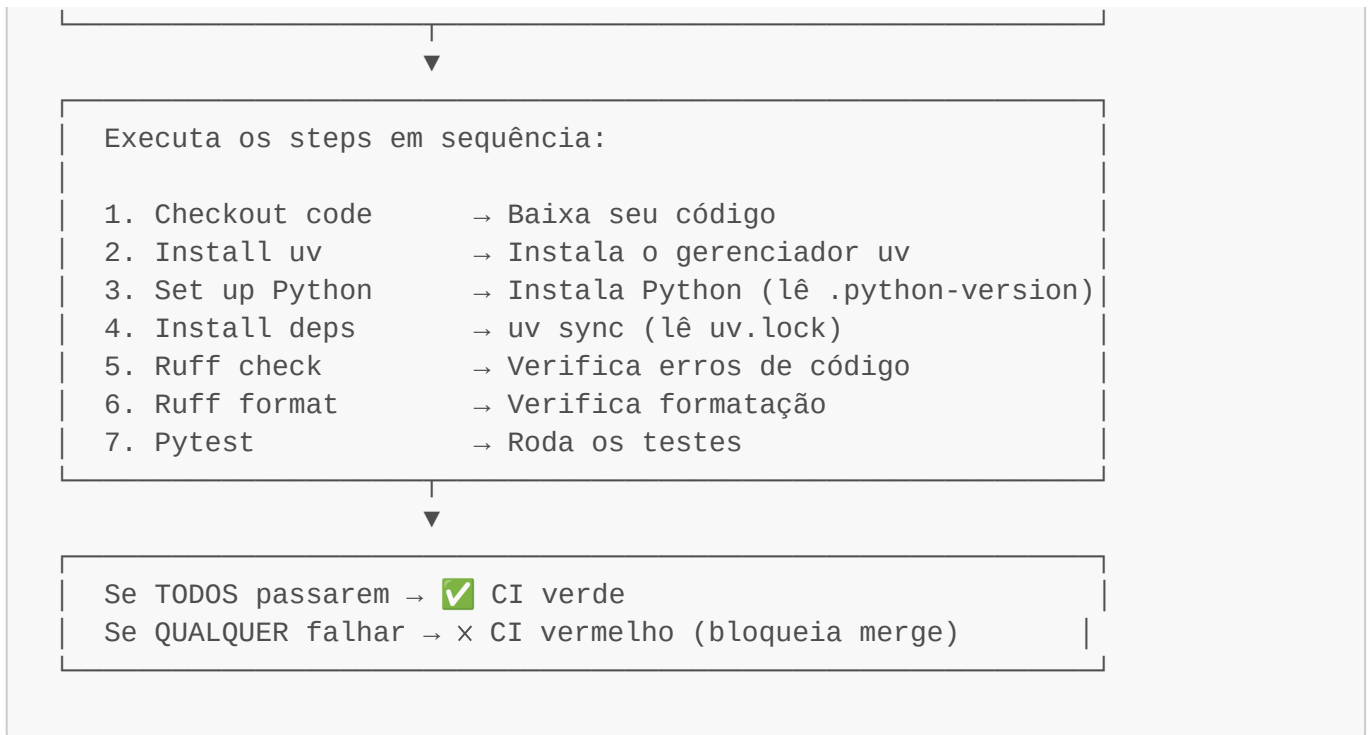 Executa os steps em sequência:
1. Checkout code → Baixa seu código
2. Install uv → Instala o gerenciador uv
3. Set up Python → Instala Python (lê .python-version)
4. Install deps → uv sync (lê uv.lock)
5. Ruff check → Verifica erros de código
6. Ruff format → Verifica formatação
7. Pytest → Roda os testes
Se TODOS passarem → ✅ CI verde
Se QUALQUER falhar → × CI vermelho (bloqueia merge)